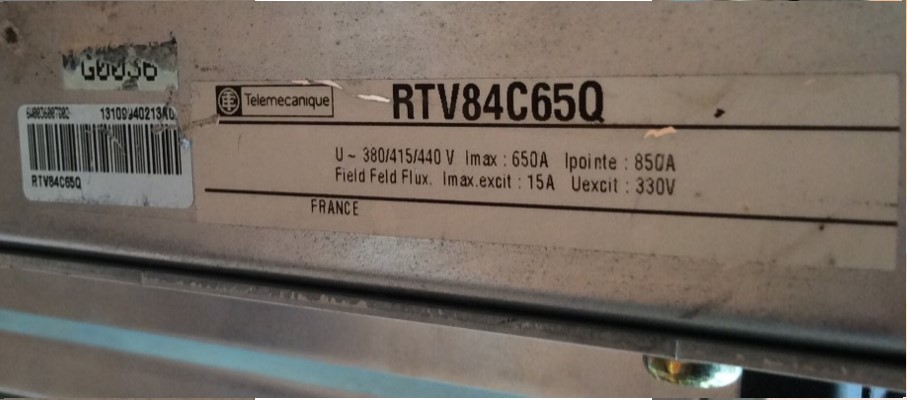 G0036
Telemecanique
RTV84C65Q
13109940213A0
RTV84C65Q
U ~ 380/415/440 V Imax : 650A Ipointe : 850A
Field Feld Flux. Imax.excit : 15A Uexcit : 330V
FRANCE